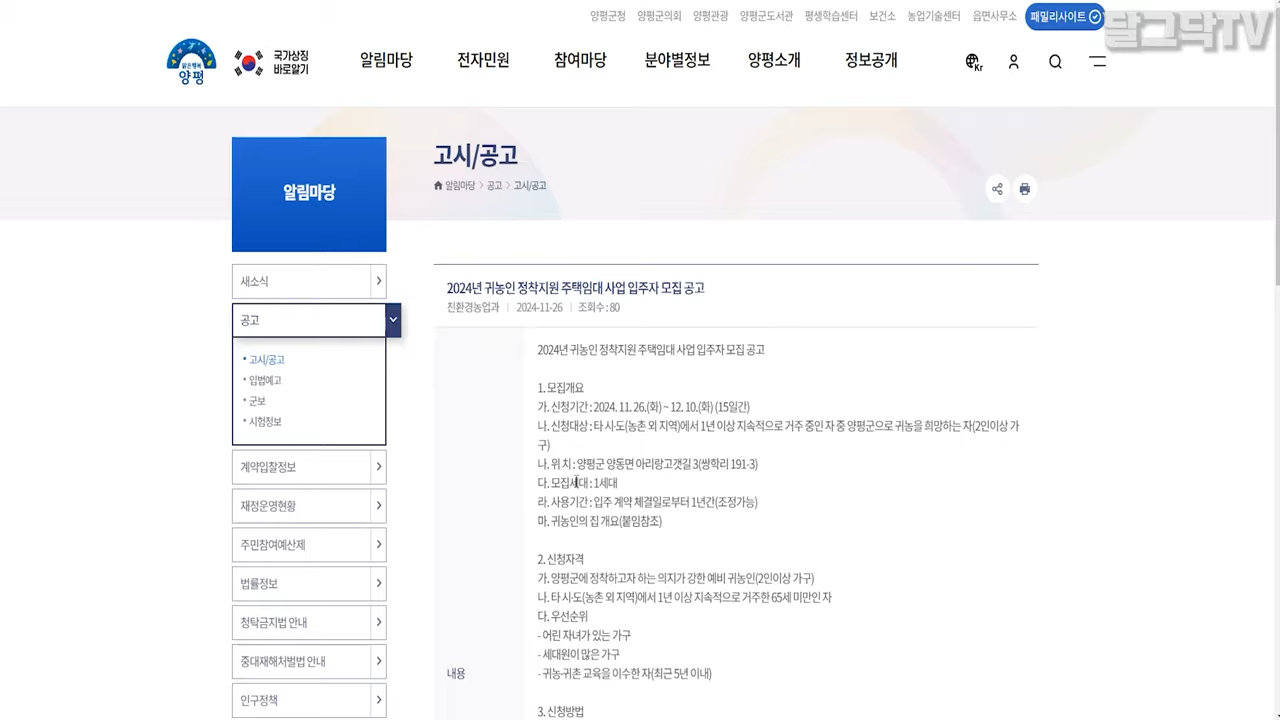 양평군청 양평군의회 양평관광 양평군도서관 평생학습센터 보건소 농업기술센터 읍면사무소 패밀리사이트
달그닥TV
맑은행복 양평
국가상징 바로알기
알림마당 전자민원 참여마당 분야별정보 양평소개 정보공개
Kr
알림마당
고시/공고
알림마당 > 공고 > 고시/공고
새소식
공고
고시/공고
입법예고
군보
시험정보
계약입찰정보
재정운영현황
주민참여예산제
법률정보
청탁금지법 안내
중대재해처벌법 안내
인구정책
2024년 귀농인 정착지원 주택임대 사업 입주자 모집 공고
친환경농업과 | 2024-11-26 | 조회수 : 80
내용
2024년 귀농인 정착지원 주택임대 사업 입주자 모집 공고
1. 모집개요
가. 신청기간 : 2024. 11. 26.(화) ~ 12. 10.(화) (15일간)
나. 신청대상 : 타 시·도(농촌 외 지역)에서 1년 이상 지속적으로 거주 중인 자 중 양평군으로 귀농을 희망하는 자(2인이상 가
구)
나. 위 치 : 양평군 양동면 아리랑고갯길 3(쌍학리 191-3)
다. 모집세대 : 1세대
라. 사용기간 : 입주 계약 체결일로부터 1년간(조정가능)
마. 귀농인의 집 개요(붙임참조)
2. 신청자격
가. 양평군에 정착하고자 하는 의지가 강한 예비 귀농인(2인이상 가구)
나. 타 시·도(농촌 외 지역)에서 1년 이상 지속적으로 거주한 65세 미만인 자
다. 우선순위
- 어린 자녀가 있는 가구
- 세대원이 많은 가구
- 귀농·귀촌 교육을 이수한 자(최근 5년 이내)
3. 신청방법